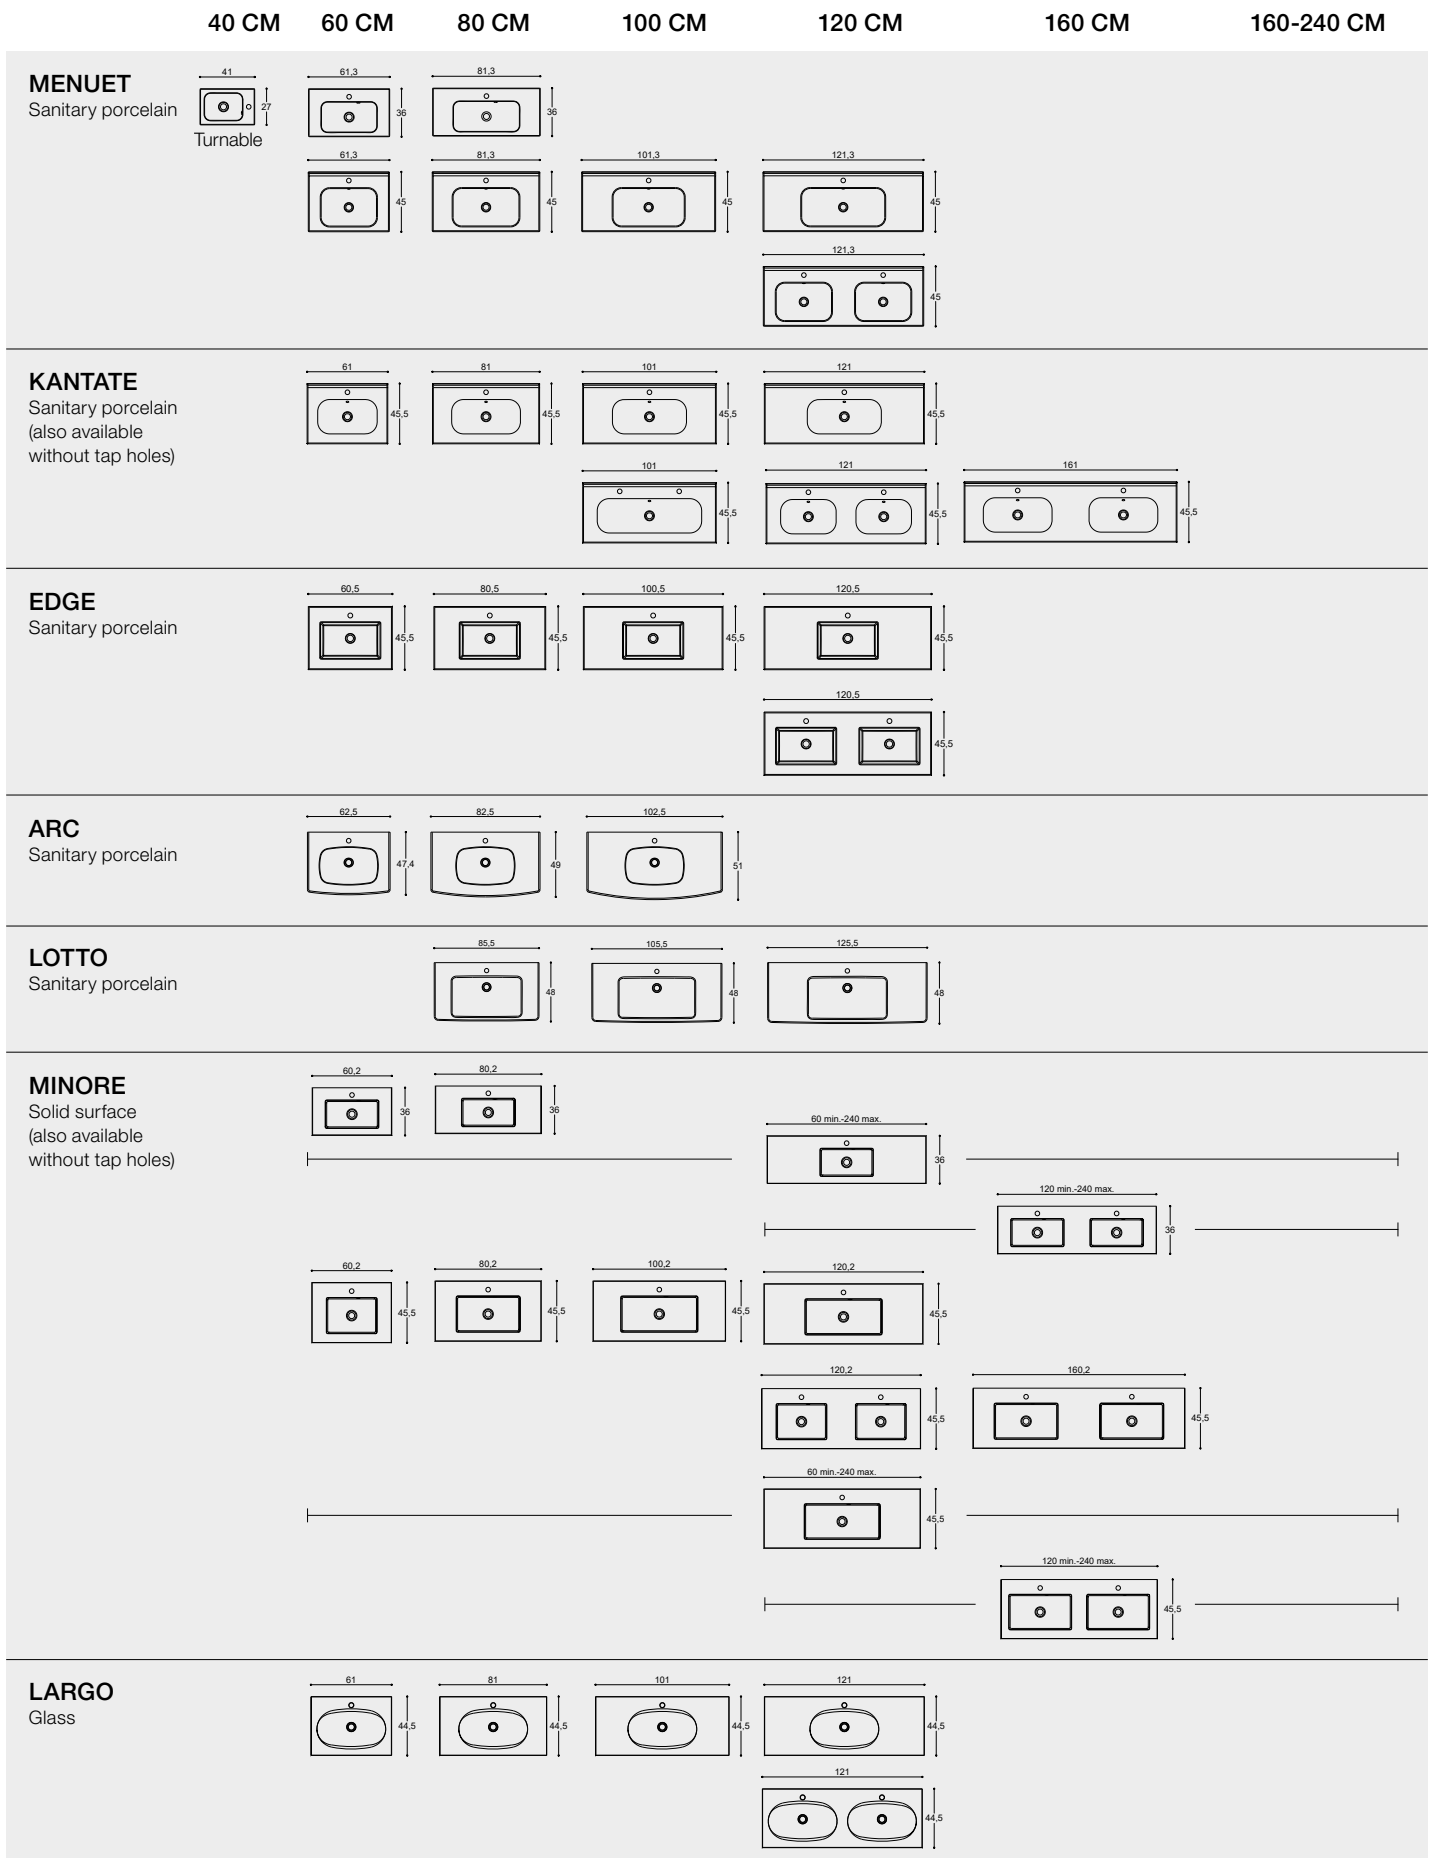 40 CM 60 CM 80 CM 100 CM 120 CM 160 CM 160-240 CM
MENUET
Sanitary porcelain
41 61,3 81,3
27 36 36
Turnable
61,3 81,3 101,3 121,3
45 45 45 45
121,3
45
KANTATE
Sanitary porcelain
(also available
without tap holes)
61 81 101 121
45,5 45,5 45,5 45,5
101 121 161
45,5 45,5 45,5
EDGE
Sanitary porcelain
60,5 80,5 100,5 120,5
45,5 45,5 45,5 45,5
120,5
45,5
ARC
Sanitary porcelain
62,5 82,5 102,5
47,4 49 51
LOTTO
Sanitary porcelain
85,5 105,5 125,5
48 48 48
MINORE
Solid surface
(also available
without tap holes)
60,2 80,2
36 36
60 min.-240 max.
36
120 min.-240 max.
36
60,2 80,2 100,2 120,2
45,5 45,5 45,5 45,5
120,2 160,2
45,5 45,5
60 min.-240 max.
45,5
120 min.-240 max.
45,5
LARGO
Glass
61 81 101 121
44,5 44,5 44,5 44,5
121
44,5